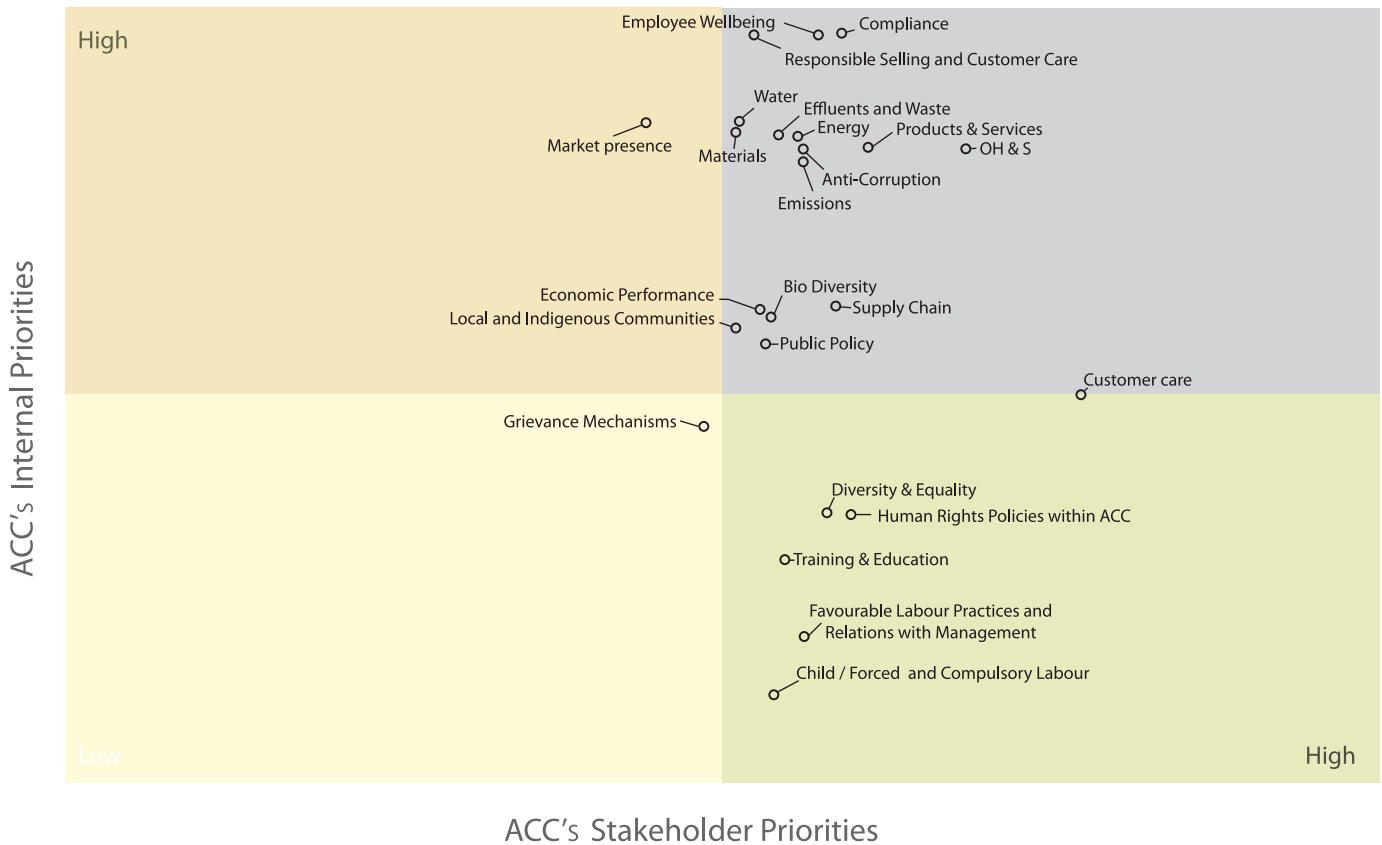 High
Employee Wellbeing
Compliance
Responsible Selling and Customer Care
Water
Effluents and Waste
Energy
Products & Services
Market presence
Materials
OH & S
Anti-Corruption
Emissions
Bio Diversity
Economic Performance
Supply Chain
Local and Indigenous Communities
Public Policy
Customer care
Grievance Mechanisms
Diversity & Equality
Human Rights Policies within ACC
Training & Education
Favourable Labour Practices and
Relations with Management
Child / Forced and Compulsory Labour
Low
High
ACC's Internal Priorities
ACC's Stakeholder Priorities